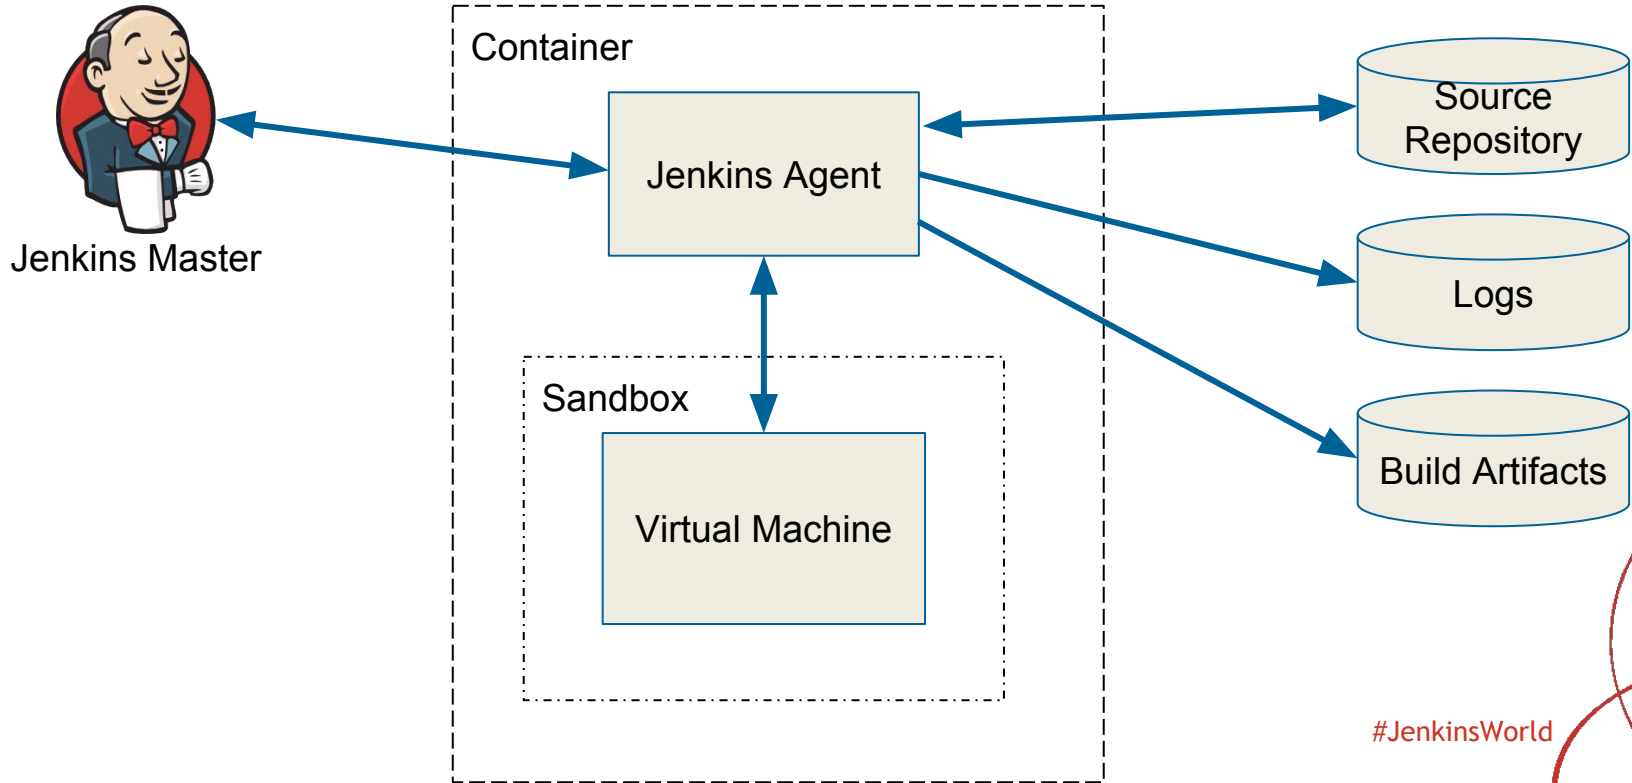 Container
Source
Repository
Jenkins Agent
Jenkins Master
Logs
Sandbox
Build Artifacts
Virtual Machine
#JenkinsWorld